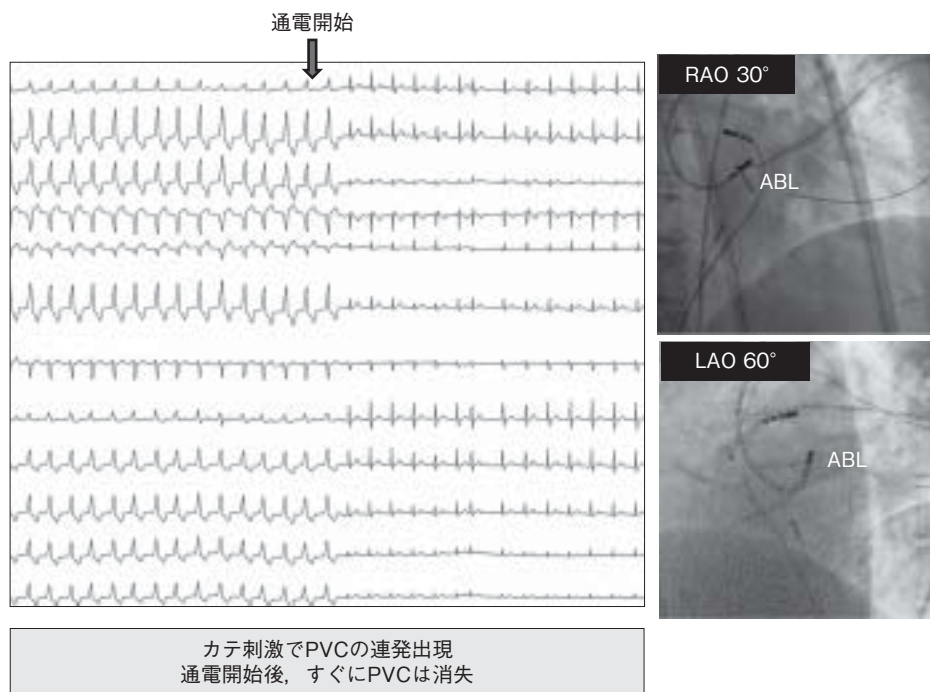 通電開始
RAO 30°
ABL
LAO 60°
ABL
カテ刺激でPVCの連発出現
通電開始後，すぐにPVCは消失